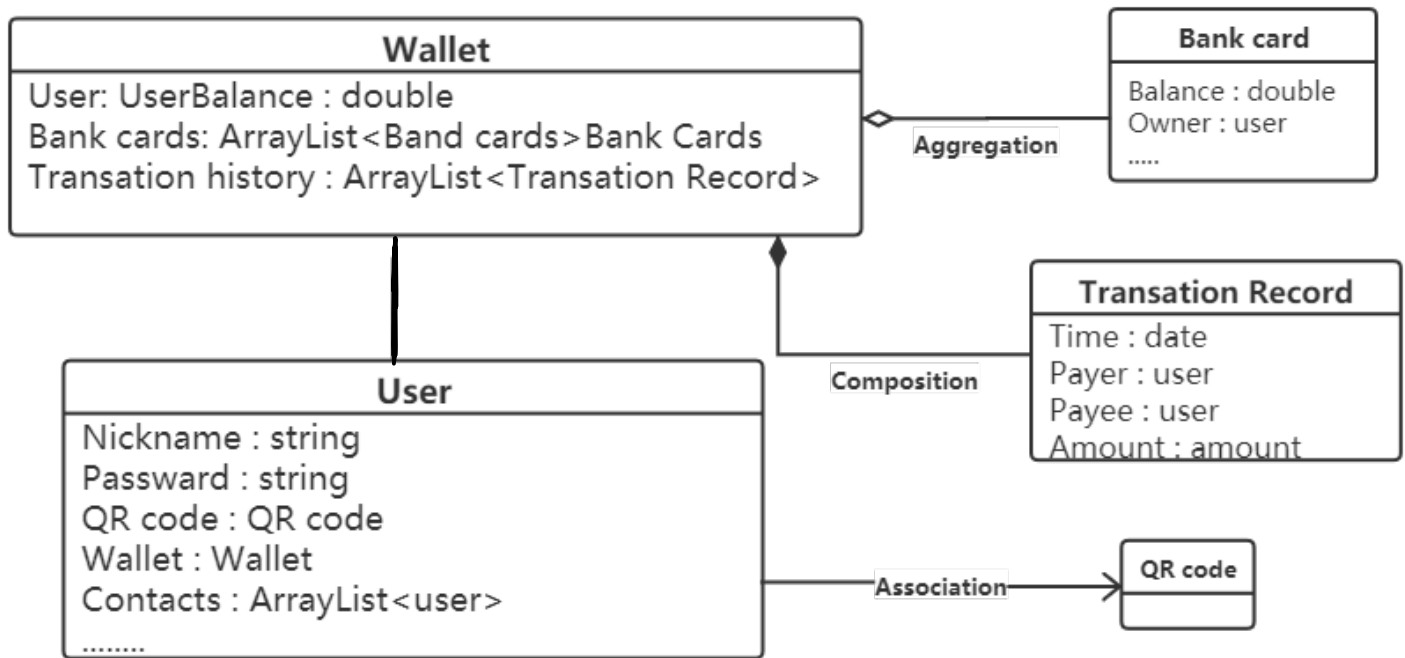 Wallet
User: UserBalance : double
Bank cards: ArrayList<Band cards>Bank Cards
Transation history : ArrayList<Transation Record>
Bank card
Balance : double
Owner : user
.....
Aggregation
Transation Record
Time : date
Payer : user
Payee : user
Amount : amount
Composition
User
Nickname : string
Passward : string
QR code : QR code
Wallet : Wallet
Contacts : ArrayList<user>
........
Association
QR code